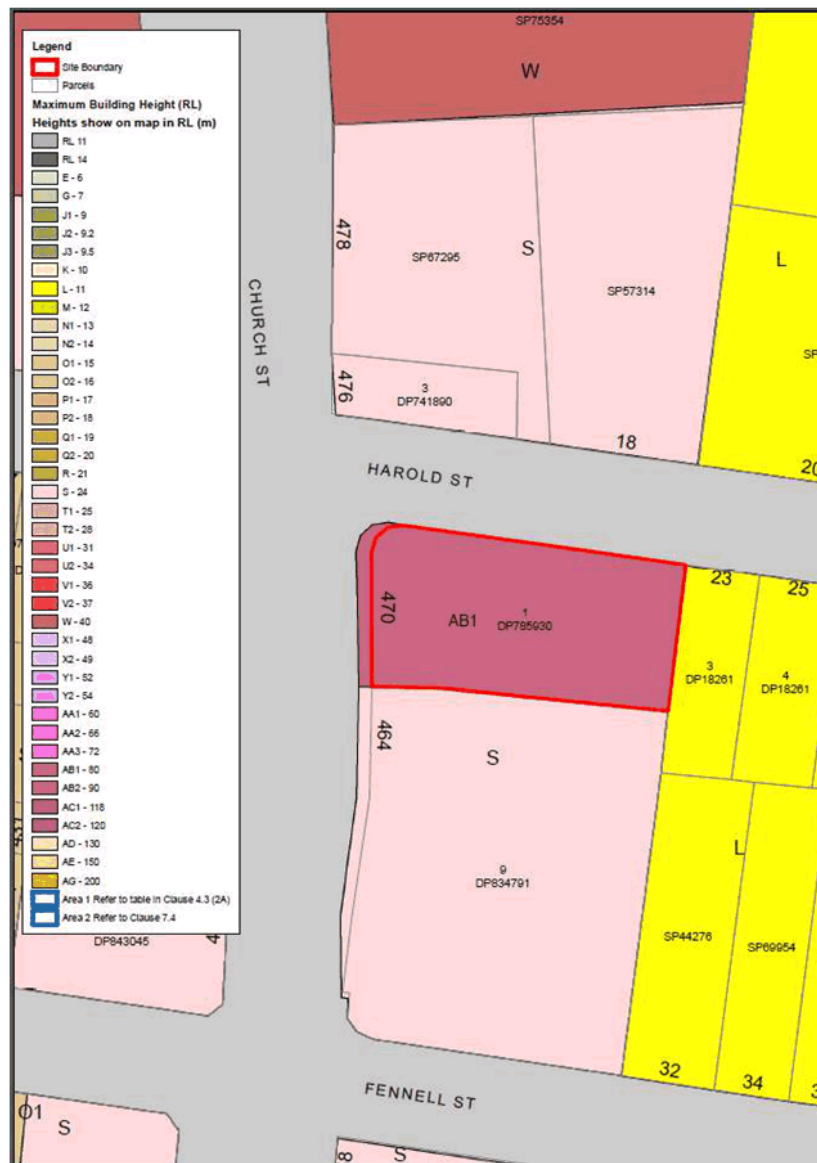 Legend
Site Boundary
Parcels
Maximum Building Height (RL)
Heights show on map in RL (m)
RL 11
RL 14
E - 6
G - 7
J1 - 9
J2 - 9.2
J3 - 9.5
K - 10
L - 11
M - 12
N1 - 13
N2 - 14
O1 - 15
O2 - 16
P1 - 17
P2 - 18
Q1 - 19
Q2 - 20
R - 21
S - 24
T1 - 25
T2 - 28
U1 - 31
U2 - 34
V1 - 36
V2 - 37
W - 40
X1 - 48
X2 - 49
Y1 - 52
Y2 - 54
AA1 - 60
AA2 - 66
AA3 - 72
AB1 - 80
AB2 - 90
AC1 - 118
AC2 - 120
AD - 130
AE - 150
AG - 200
Area 1 Refer to table in Clause 4.3 (2A)
Area 2 Refer to Clause 7.4
SP75354
W
478
SP67295
S
SP57314
L
SP
CHURCH ST
476
3
DP741890
18
20
HAROLD ST
470
AB1
1
DP785930
23
25
3
DP18261
4
DP18261
464
S
9
DP834791
L
SP44276
SP69954
DP843045
32
34
FENNELL ST
O1
S
8
S